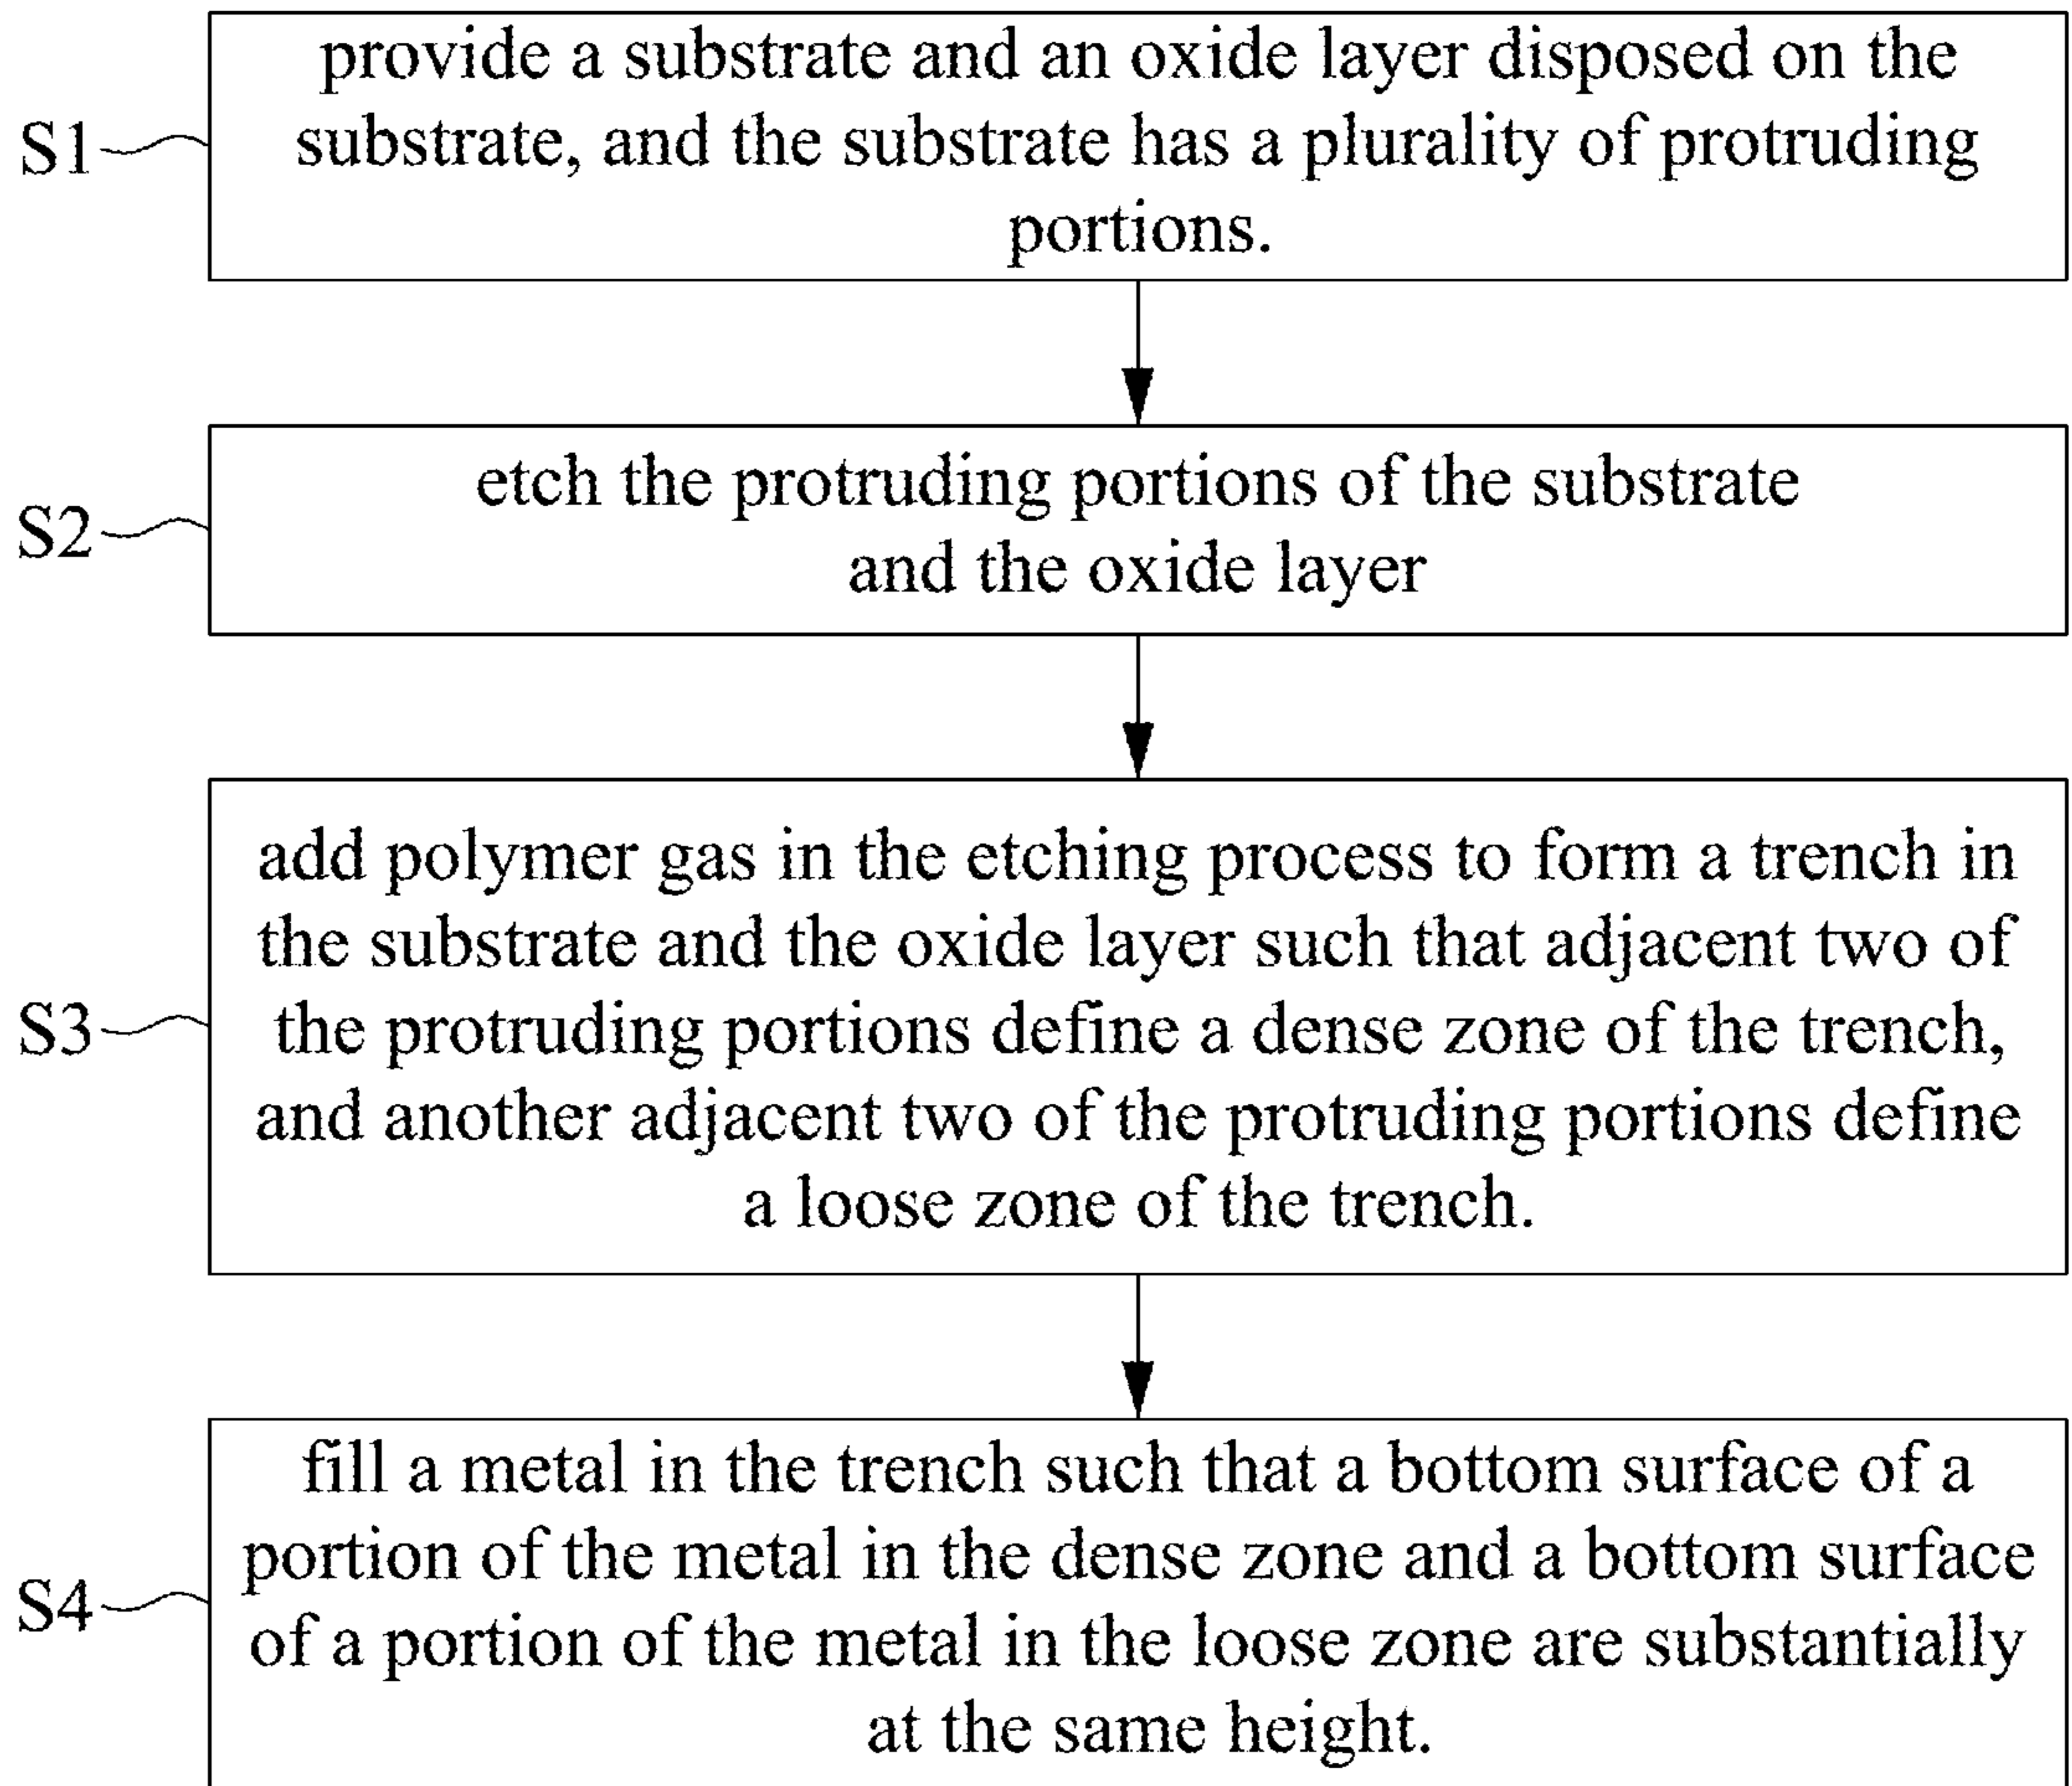 provide a substrate and an oxide layer disposed on the
S1
substrate, and the substrate has a plurality of protruding
portions.
etch the protruding portions of the substrate
S2
and the oxide layer
add polymer gas in the etching process to form a trench in
the substrate and the oxide layer such that adjacent two of
S3
the protruding portions define a dense zone of the trench,
and another adjacent two of the protruding portions define
a loose zone of the trench.
fill a metal in the trench such that a bottom surface of a
portion of the metal in the dense zone and a bottom surface
S4
of a portion of the metal in the loose zone are substantially
at the same height.